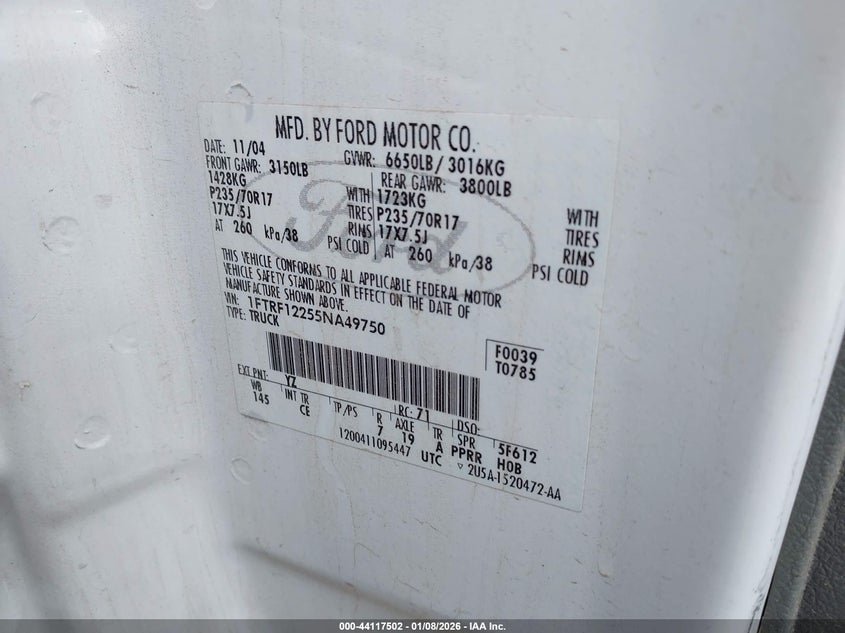 MFD. BY FORD MOTOR CO.
DATE: 11/04 GVWR: 6650LB / 3016KG
FRONT GAWR: 3150LB REAR GAWR: 3800LB
1428KG WITH 1723KG WITH
P235/70R17 TIRES P235/70R17 TIRES
17X7.5J RIMS 17X7.5J RIMS
AT 260 kPa/38 PSI COLD AT 260 kPa/38 PSI COLD
Ford
THIS VEHICLE CONFORMS TO ALL APPLICABLE FEDERAL MOTOR
VEHICLE SAFETY STANDARDS IN EFFECT ON THE DATE OF
MANUFACTURE SHOWN ABOVE.
VIN: 1FTRF12255NA49750
TYPE: TRUCK
F0039
T0785
EXT PNT: YZ RC: 71 DSO:
WB INT TR TP/PS R AXLE TR SPR 5F612
145 CE 7 19 A PPRR HOB
1200411095447 UTC ▽ 2U5A-1520472-AA
000-44117502 - 01/08/2026 - IAA Inc.